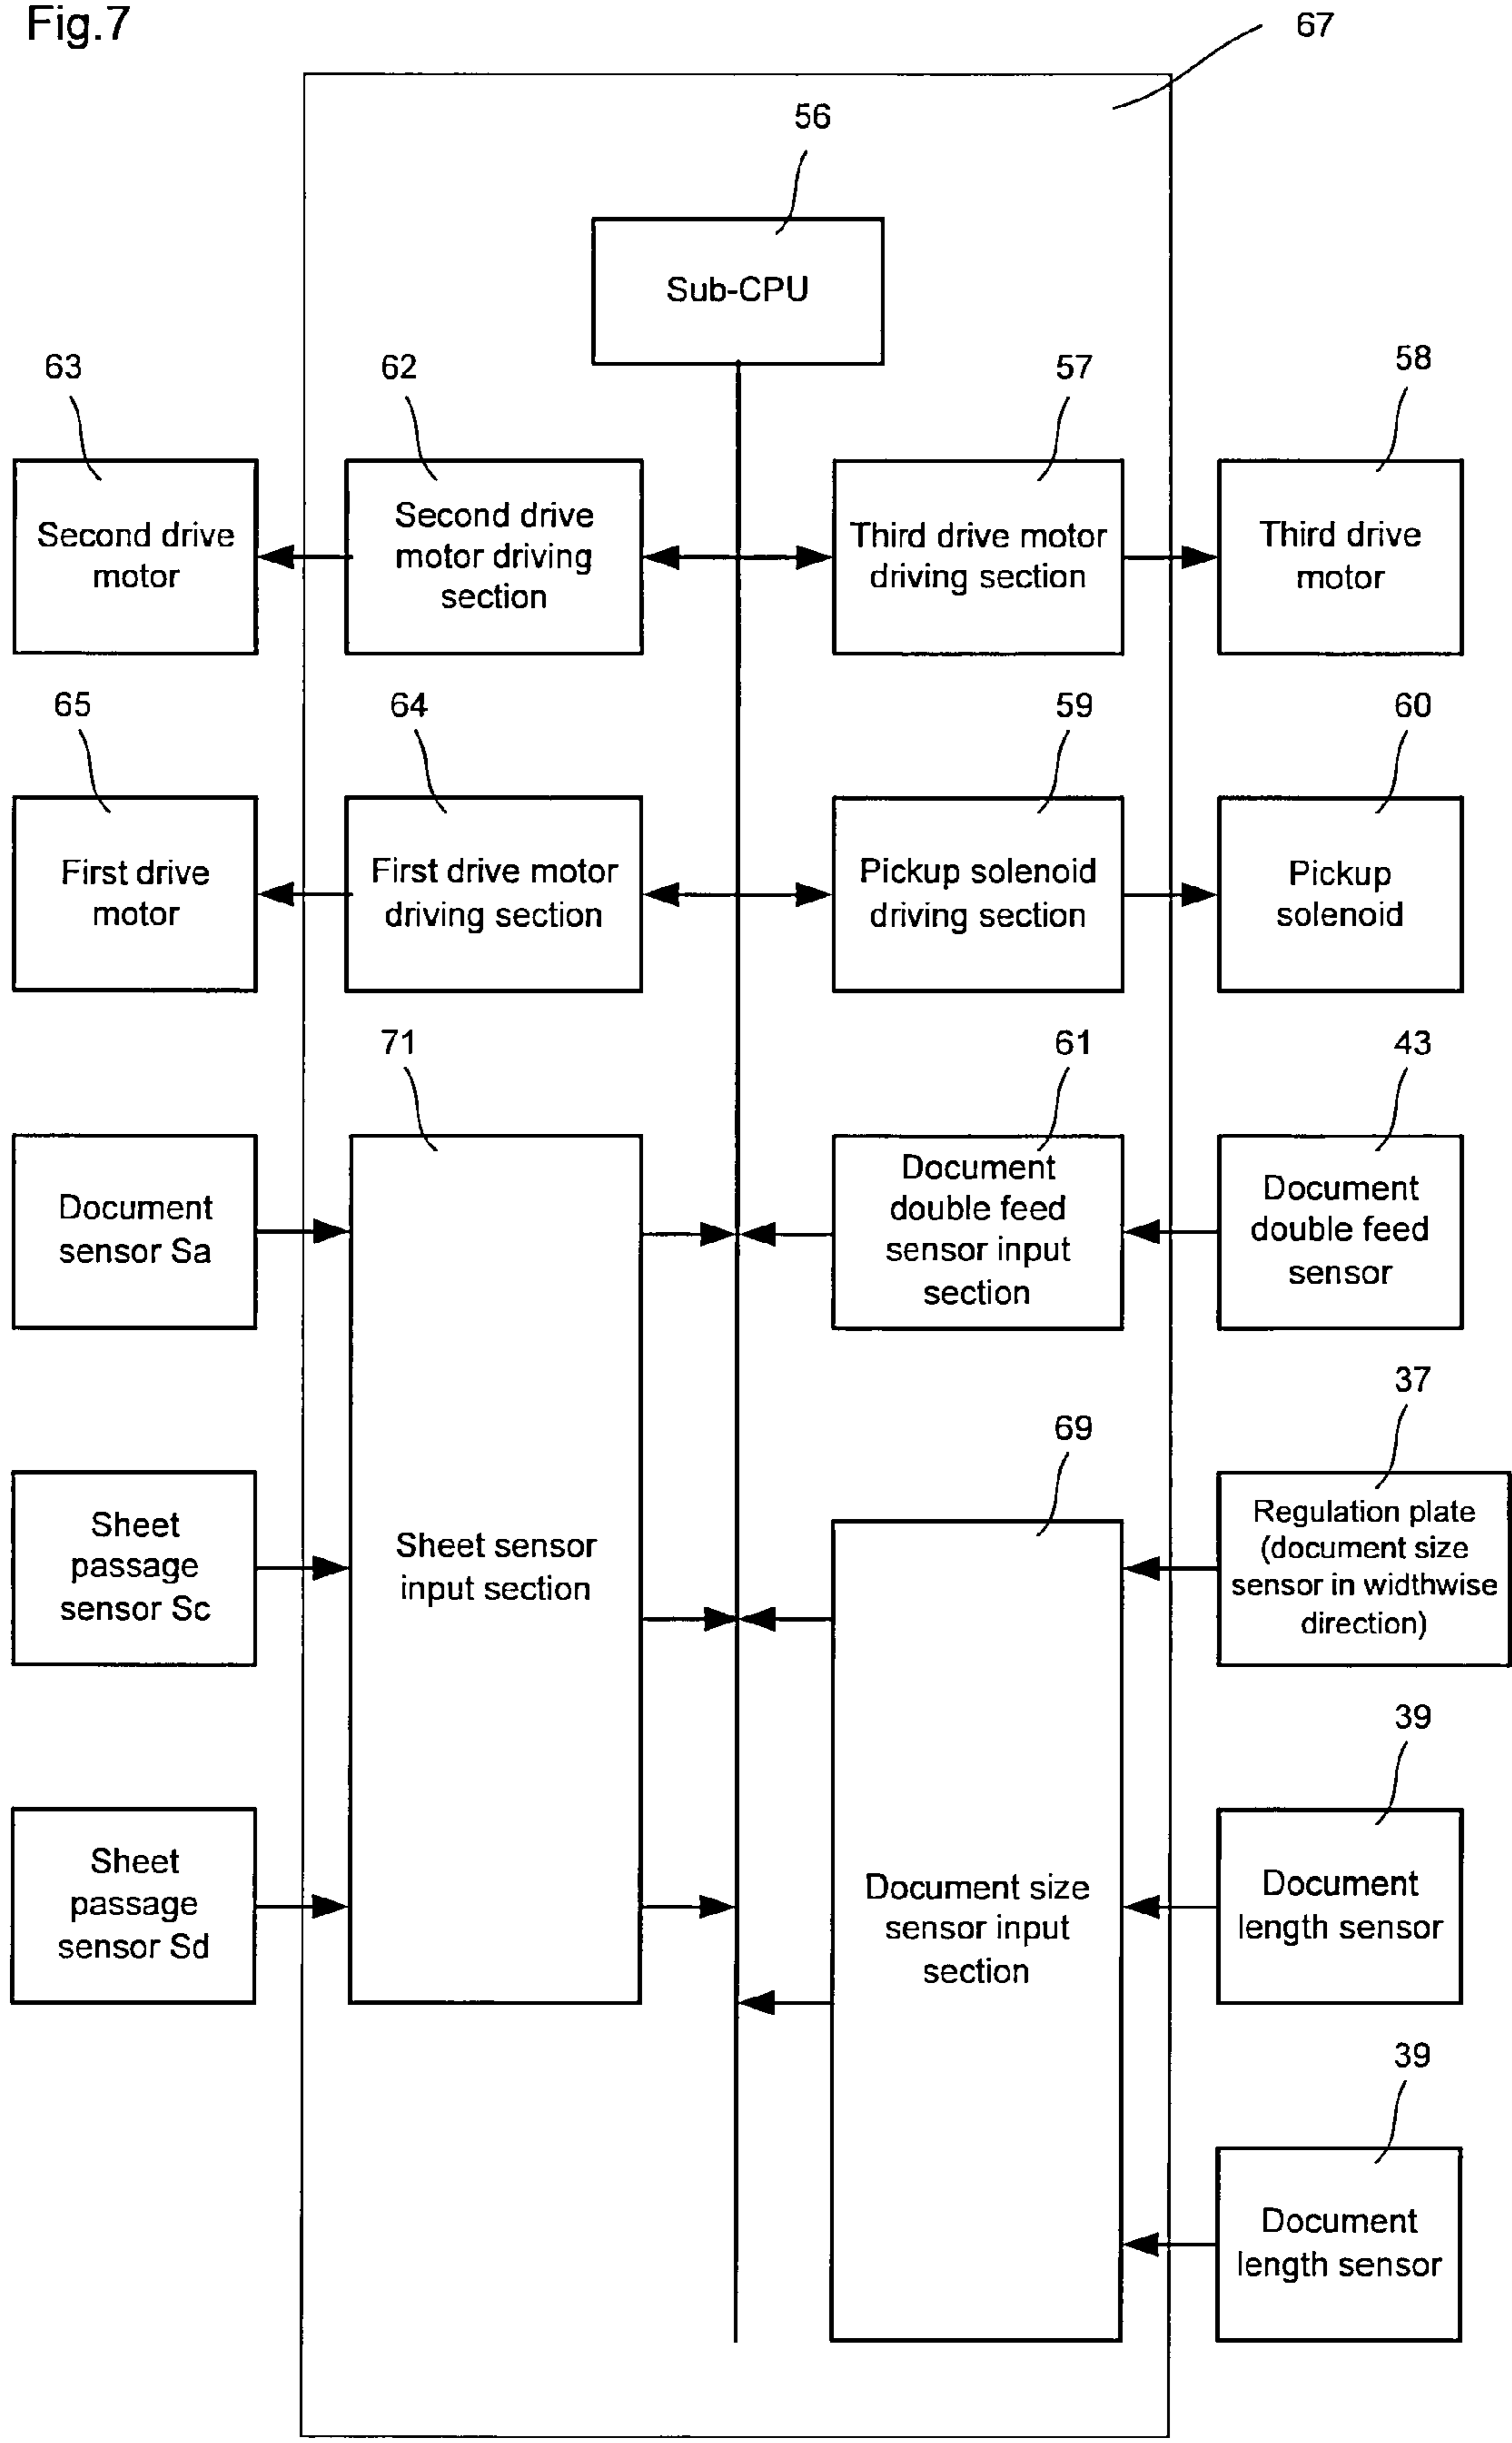 Fig.7
67
56
Sub-CPU
63
62
57
58
Second drive
motor
Second drive
motor driving
section
Third drive motor
driving section
Third drive
motor
65
64
59
60
First drive
motor
First drive motor
driving section
Pickup solenoid
driving section
Pickup
solenoid
71
61
43
Document
sensor Sa
Document
double feed
sensor input
section
Document
double feed
sensor
37
69
Sheet
passage
sensor Sc
Sheet sensor
input section
Regulation plate
(document size
sensor in widthwise
direction)
39
Sheet
passage
sensor Sd
Document size
sensor input
section
Document
length sensor
39
Document
length sensor